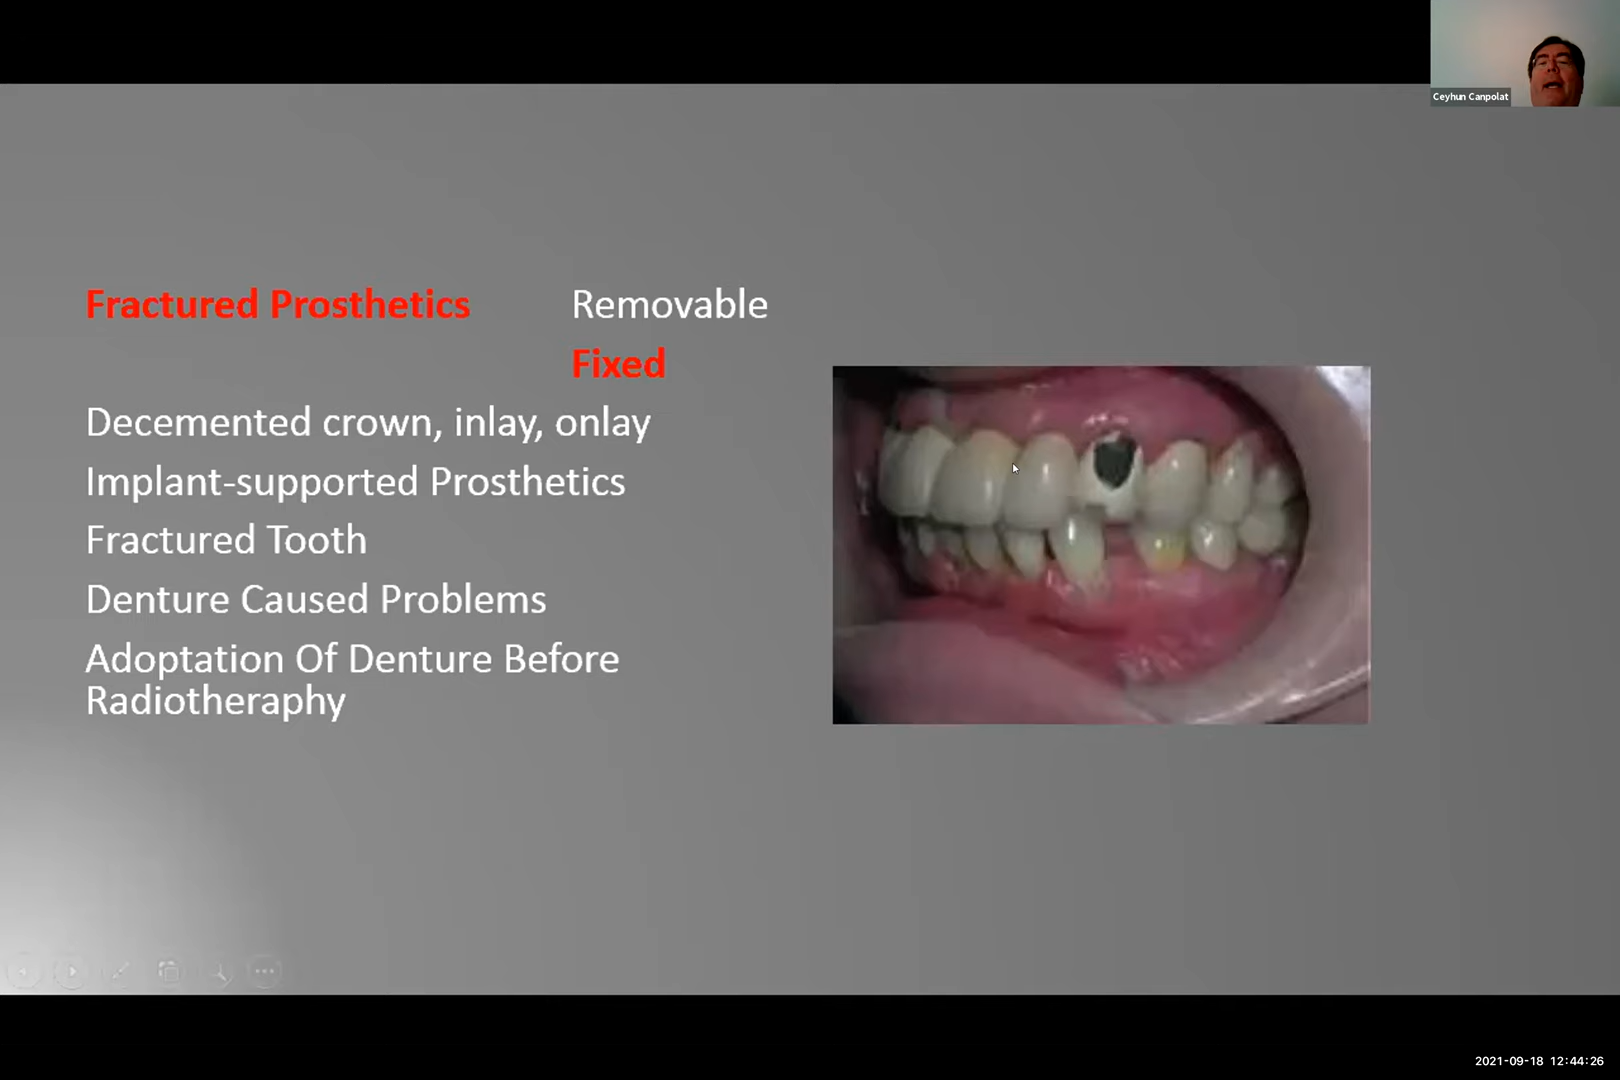 Ceyhun Canpolat
Fractured Prosthetics Removable
Fixed
Decemented crown, inlay, onlay
Implant-supported Prosthetics
Fractured Tooth
Denture Caused Problems
Adoptation Of Denture Before
Radiotheraphy
2021-09-18 12:44:26